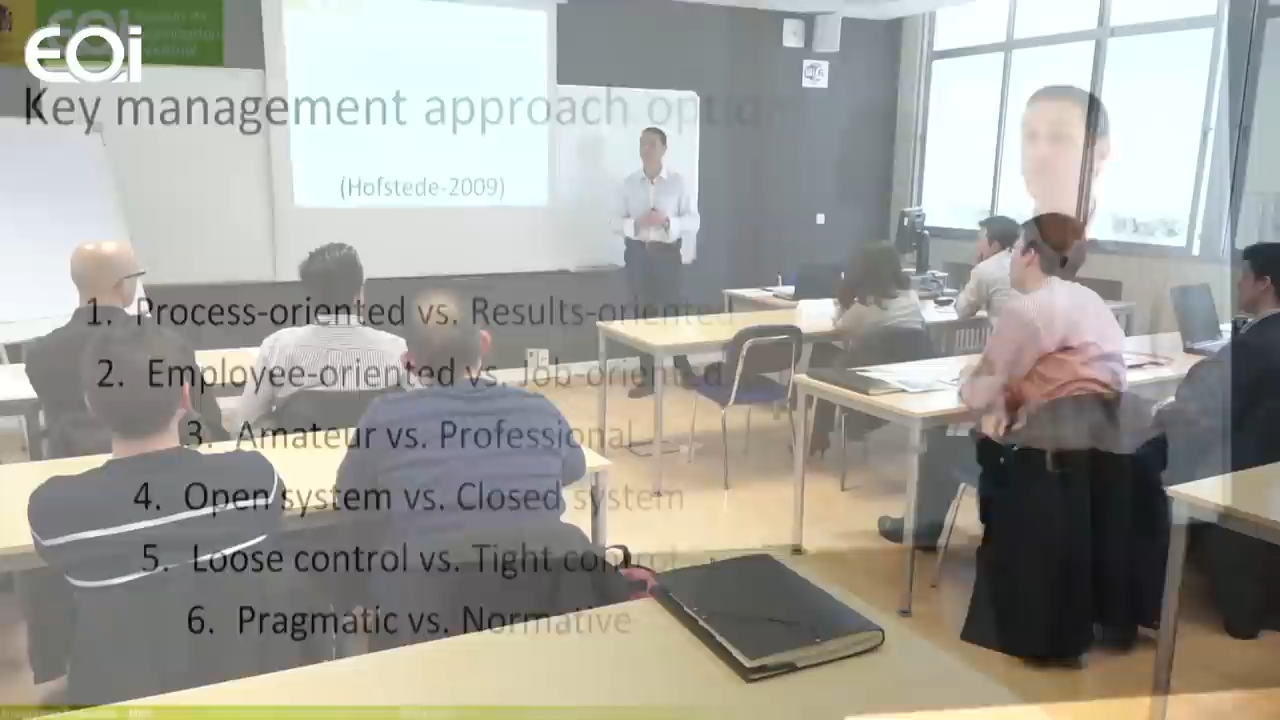 EOi
Key management approach option
(Hofstede-2009)
1. Process-oriented vs. Results-oriented
2. Employee-oriented vs. Job-oriented
3. Amateur vs. Professional
4. Open system vs. Closed system
5. Loose control vs. Tight control
6. Pragmatic vs. Normative